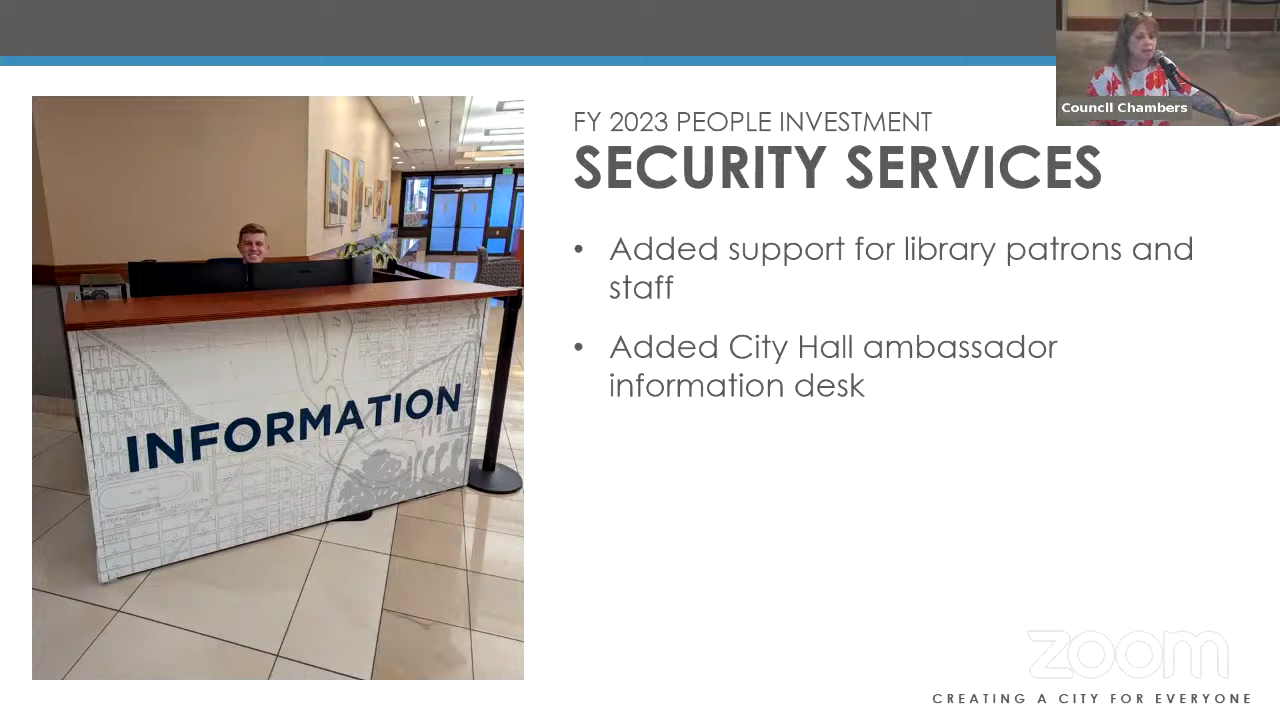 Council Chambers
FY 2023 PEOPLE INVESTMENT
SECURITY SERVICES
• Added support for library patrons and
staff
• Added City Hall ambassador
information desk
INFORMATION
zoom
CREATING A CITY FOR EVERYONE